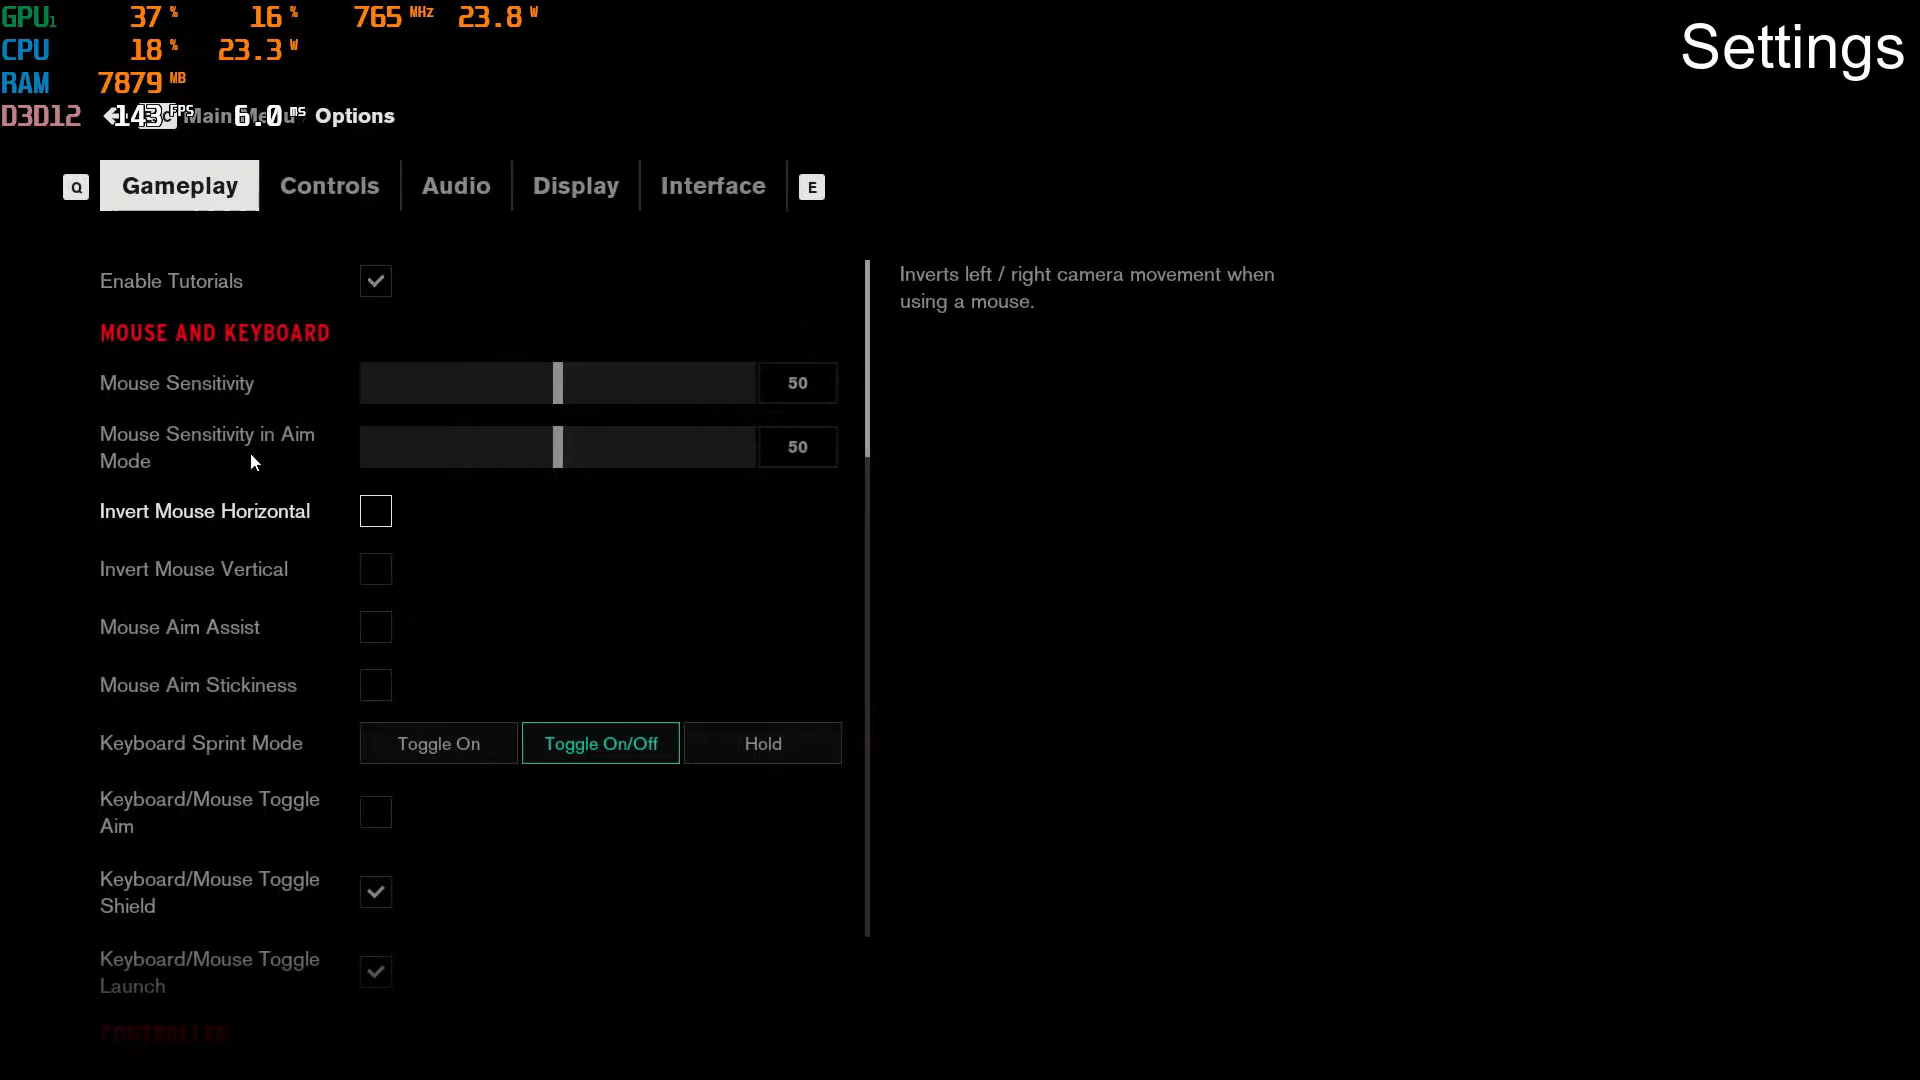 GPU1 37 % 16 % 765 MHz 23.8 W
Settings
CPU 18 % 23.3 W
RAM 7879 MB
D3D12 143 FPS 6.0 ms
Main Menu Options
Q Gameplay Controls Audio Display Interface E
Enable Tutorials
Inverts left / right camera movement when
using a mouse.
MOUSE AND KEYBOARD
Mouse Sensitivity 50
Mouse Sensitivity in Aim
Mode
50
Invert Mouse Horizontal
Invert Mouse Vertical
Mouse Aim Assist
Mouse Aim Stickiness
Keyboard Sprint Mode Toggle On Toggle On/Off Hold
Keyboard/Mouse Toggle
Aim
Keyboard/Mouse Toggle
Shield
Keyboard/Mouse Toggle
Launch
CONTROLLER